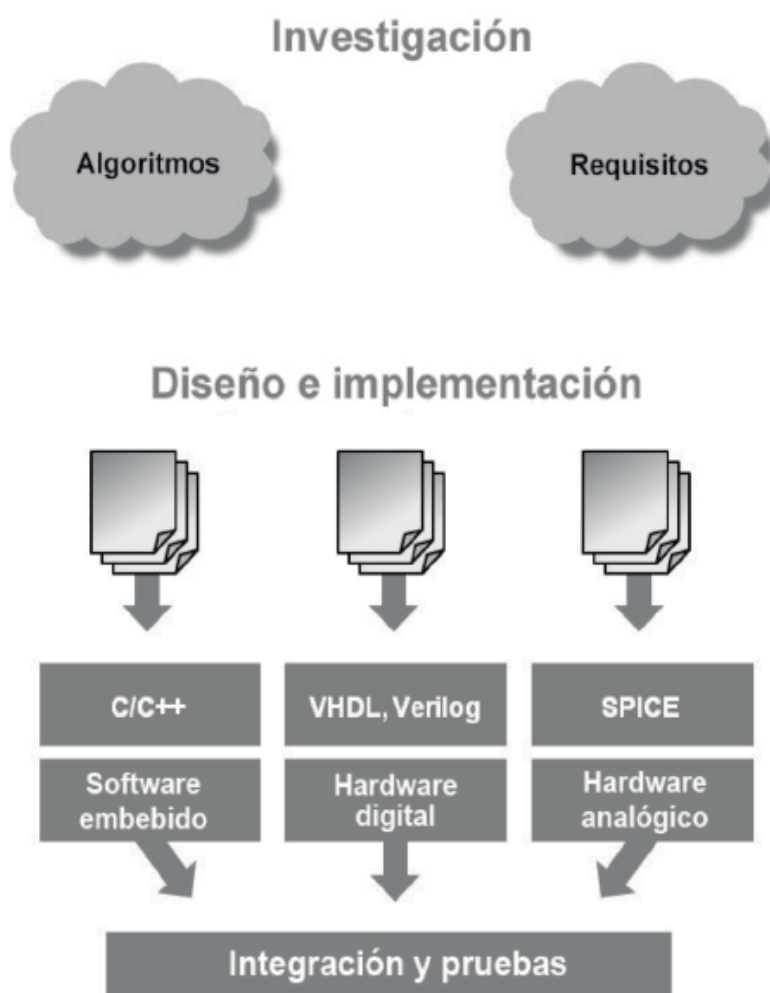 Investigación
Algoritmos
Requisitos
Diseño e implementación
C/C++
VHDL, Verilog
SPICE
Software
embebido
Hardware
digital
Hardware
analógico
Integración y pruebas